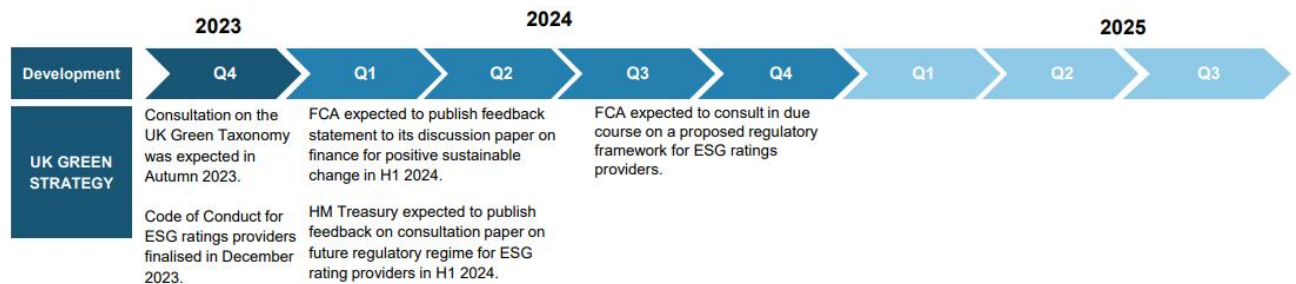 2023
2024
2025
Development
Q4
Q1
Q2
Q3
Q4
Q1
Q2
Q3
UK GREEN
STRATEGY
Consultation on the
UK Green Taxonomy
was expected in
Autumn 2023.
Code of Conduct for
ESG ratings providers
finalised in December
2023.
FCA expected to publish feedback
statement to its discussion paper on
finance for positive sustainable
change in H1 2024.
HM Treasury expected to publish
feedback on consultation paper on
future regulatory regime for ESG
rating providers in H1 2024.
FCA expected to consult in due
course on a proposed regulatory
framework for ESG ratings
providers.